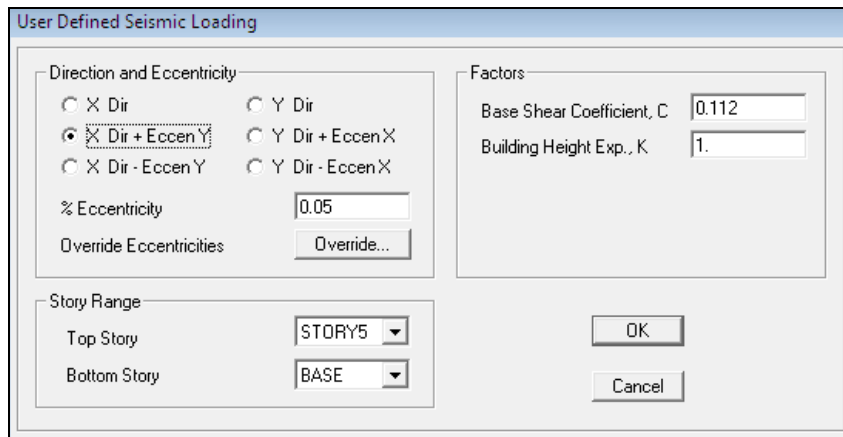 User Defined Seismic Loading
Direction and Eccentricity
X Dir Y Dir
X Dir + Eccen Y Y Dir + Eccen X
X Dir - Eccen Y Y Dir - Eccen X
% Eccentricity 0.05
Override Eccentricities Override...
Factors
Base Shear Coefficient, C 0.112
Building Height Exp., K 1.
Story Range
Top Story STORY5
Bottom Story BASE
OK
Cancel